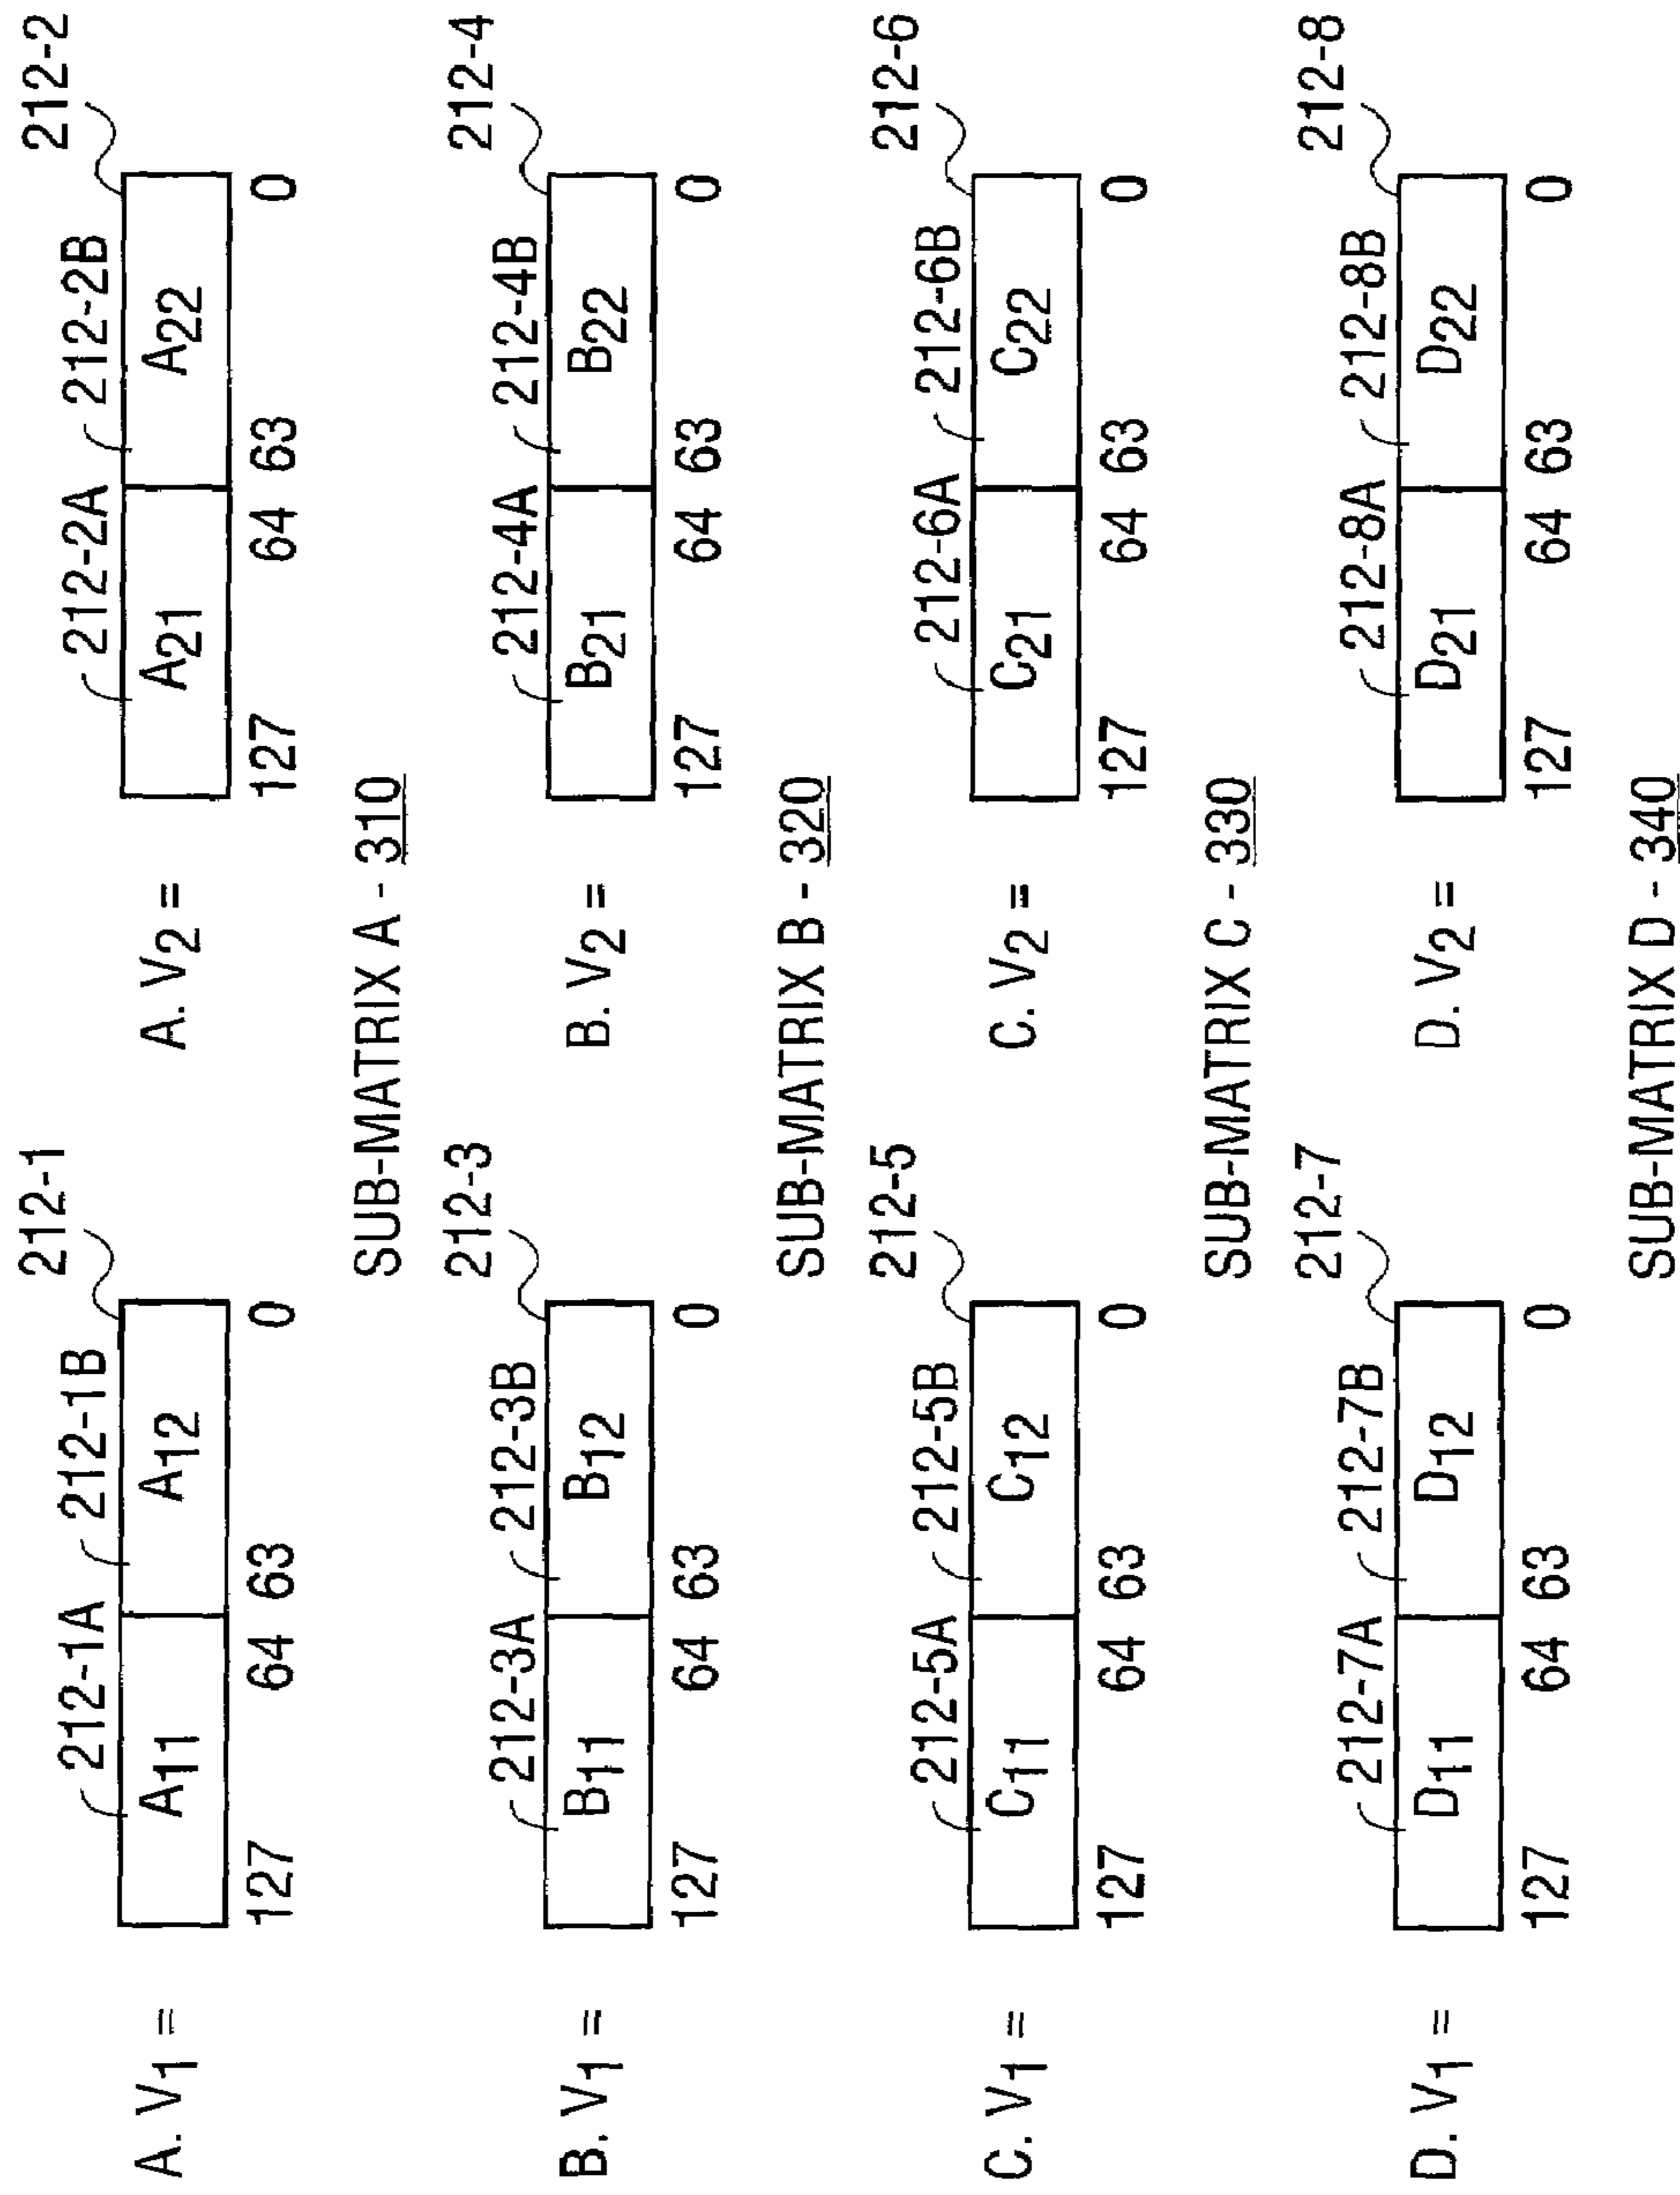 212-1 212-2
212-1A 212-1B 212-2A 212-2B
A. V1 = A11 A12 A. V2 = A21 A22
127 64 63 0 127 64 63 0
SUB-MATRIX A - 310
212-3 212-4
212-3A 212-3B 212-4A 212-4B
B. V1 = B11 B12 B. V2 = B21 B22
127 64 63 0 127 64 63 0
SUB-MATRIX B - 320
212-5 212-6
212-5A 212-5B 212-6A 212-6B
C. V1 = C11 C12 C. V2 = C21 C22
127 64 63 0 127 64 63 0
SUB-MATRIX C - 330
212-7 212-8
212-7A 212-7B 212-8A 212-8B
D. V1 = D11 D12 D. V2 = D21 D22
127 64 63 0 127 64 63 0
SUB-MATRIX D - 340